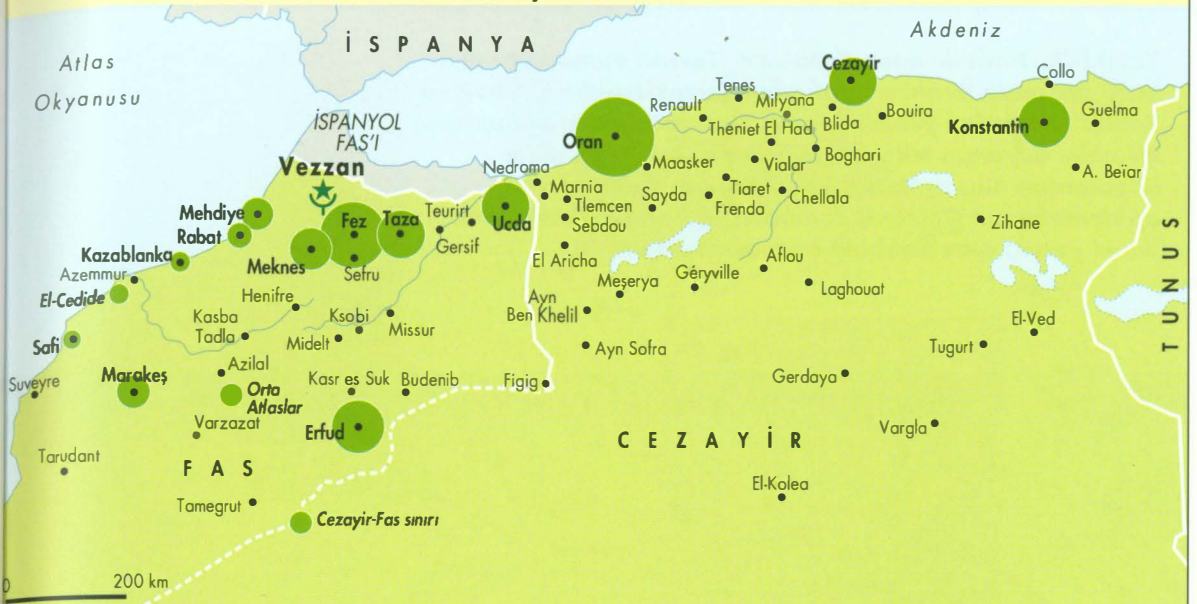 Akdeniz
İSPANYA
Atlas
Okyanusu
Cezayir
Collo
Tenes
Renault
Milyana
Bouira
Guelma
İSPANYOL
FAS'I
Oran
Theniet El Had
Blida
Konstantin
Vezzan
Nedroma
Maasker
Vialar
Boghari
A. Beïar
Marnia
Tlemcen
Sayda
Tiaret
Frenda
Chellala
Mehdiye
Rabat
Fez
Taza
Teurirt
Ucda
Sebdou
Zihane
Gersif
Kazablanka
Meknes
Sefru
El Aricha
Azemmur
Aflou
Géryville
Meşerya
Laghouat
El-Cedide
Henifre
Ayn
Ben Khelil
Kasba
Tadla
Ksobi
Missur
El-Ved
TUNUS
Safi
Midelt
Ayn Sofra
Tugurt
Azilal
Marakeş
Suveyre
Orta
Atlaslar
Kasr es Suk
Budenib
Figig
Gerdaya
Varzazat
Erfud
Vargla
CEZAYİR
Tarudant
FAS
El-Kolea
Tamegrut
Cezayir-Fas sınırı
0
200 km